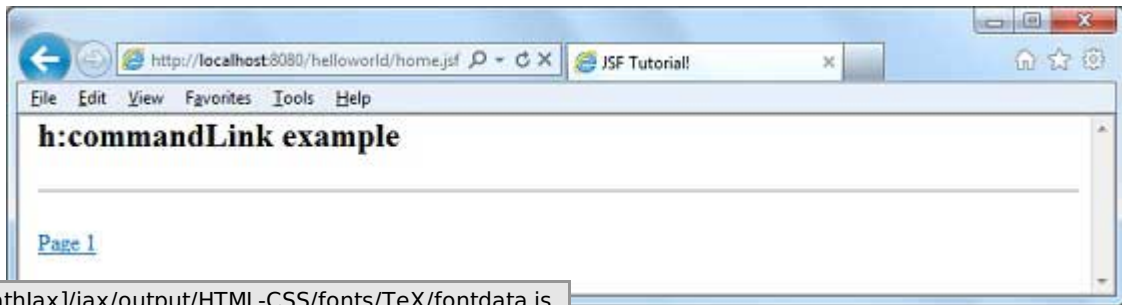 http://localhost:8080/helloworld/home.jsf
JSF Tutorial!
File Edit View Favorites Tools Help
h:commandLink example
Page 1
athJax]/jax/output/HTML-CSS/fonts/TeX/fontdata.js